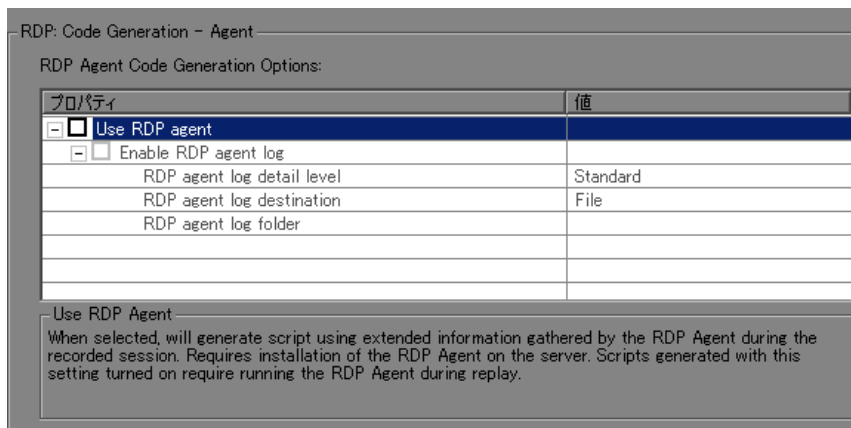 RDP: Code Generation - Agent
RDP Agent Code Generation Options:
プロパティ 値
Use RDP agent
Enable RDP agent log
RDP agent log detail level Standard
RDP agent log destination File
RDP agent log folder
Use RDP Agent
When selected, will generate script using extended information gathered by the RDP Agent during the
recorded session. Requires installation of the RDP Agent on the server. Scripts generated with this
setting turned on require running the RDP Agent during replay.